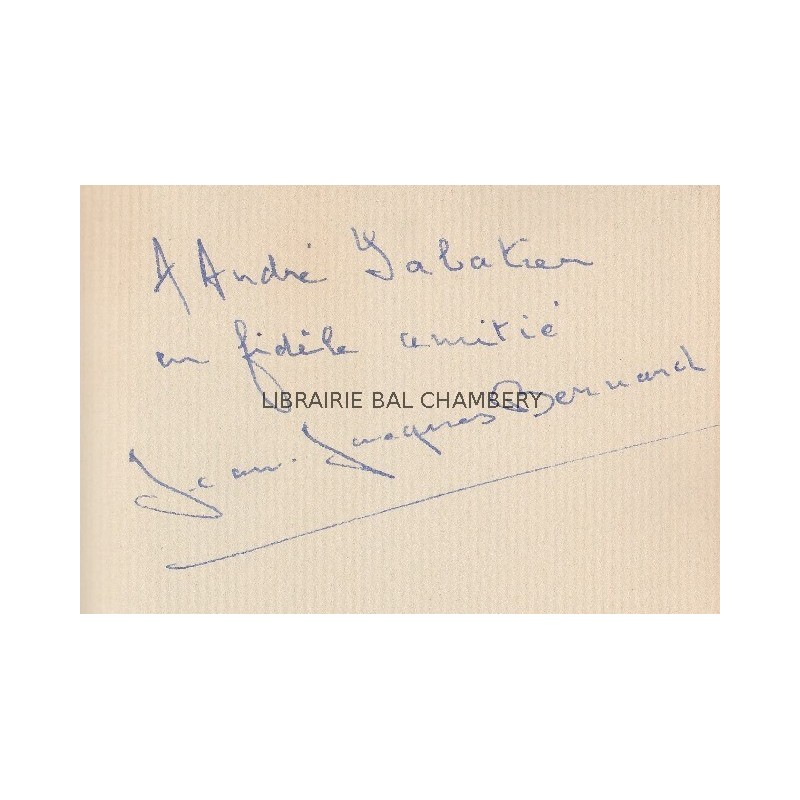 A André Sabatier
en fidèle amitié
LIBRAIRIE BAL CHAMBERY
Jean-Jacques Bernard